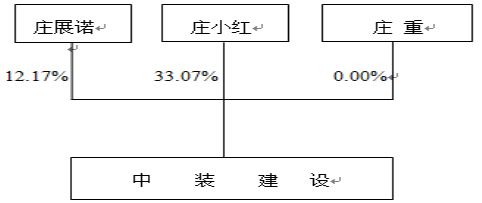 庄展诺 庄小红 庄 重
12.17% 33.07% 0.00%
中 装 建 设